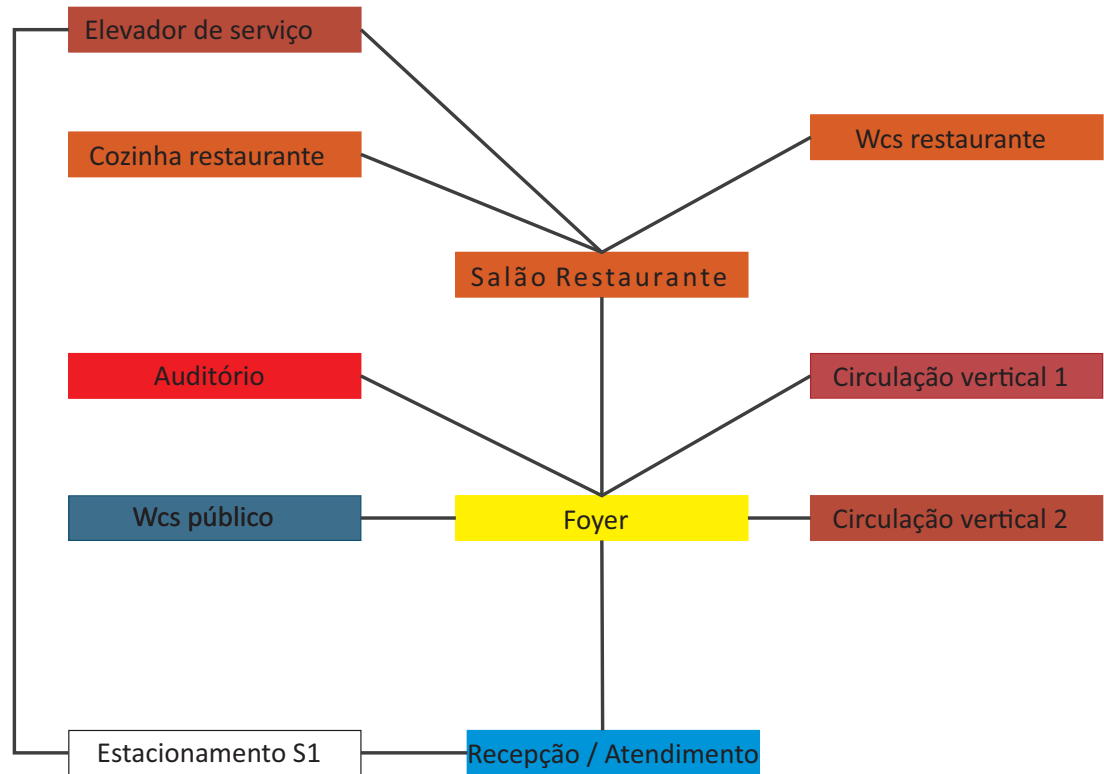 Elevador de serviço
Cozinha restaurante
Wcs restaurante
Salão Restaurante
Auditório
Circulação vertical 1
Wcs público
Foyer
Circulação vertical 2
Estacionamento S1
Recepção / Atendimento